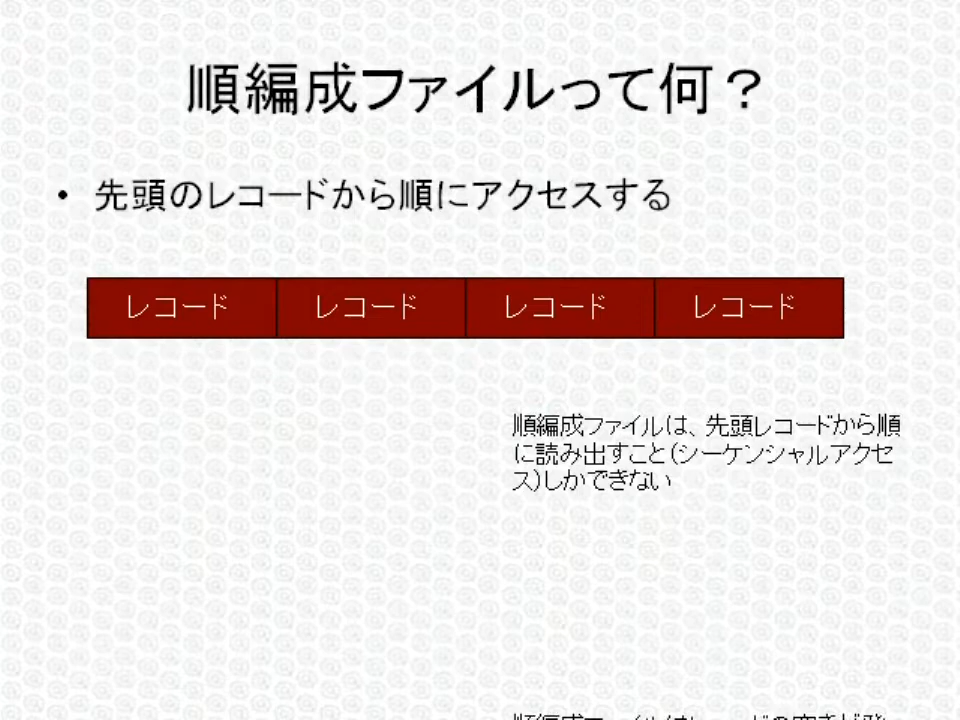 順編成ファイルって何？
• 先頭のレコードから順にアクセスする
レコード レコード レコード レコード
順編成ファイルは、先頭レコードから順
に読み出すこと(シーケンシャルアクセ
ス)しかできない